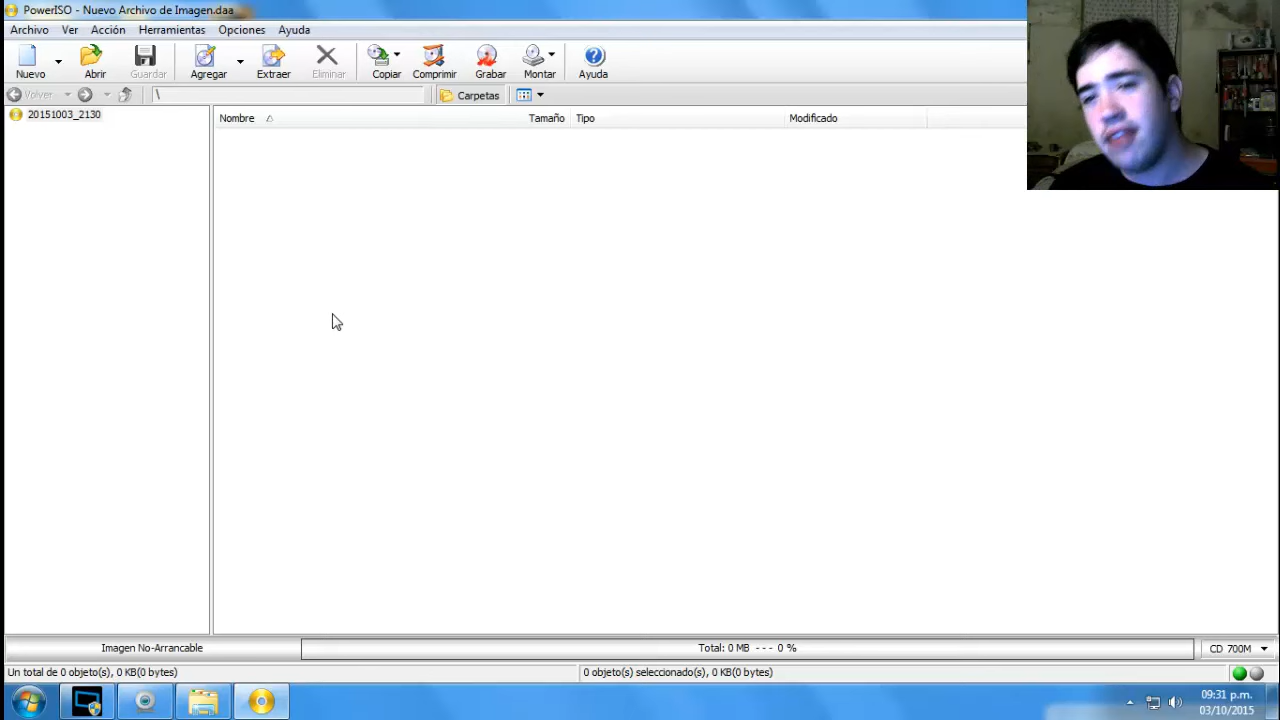 PowerISO - Nuevo Archivo de Imagen.daa
Archivo Ver Acción Herramientas Opciones Ayuda
Nuevo Abrir Guardar Agregar Extraer Eliminar Copiar Comprimir Grabar Montar Ayuda
Volver \ Carpetas
20151003_2130
Nombre Tamaño Tipo Modificado
Imagen No-Arrancable Total: 0 MB --- 0 % CD 700M
Un total de 0 objeto(s), 0 KB(0 bytes) 0 objeto(s) seleccionado(s), 0 KB(0 bytes)
09:31 p.m.
03/10/2015